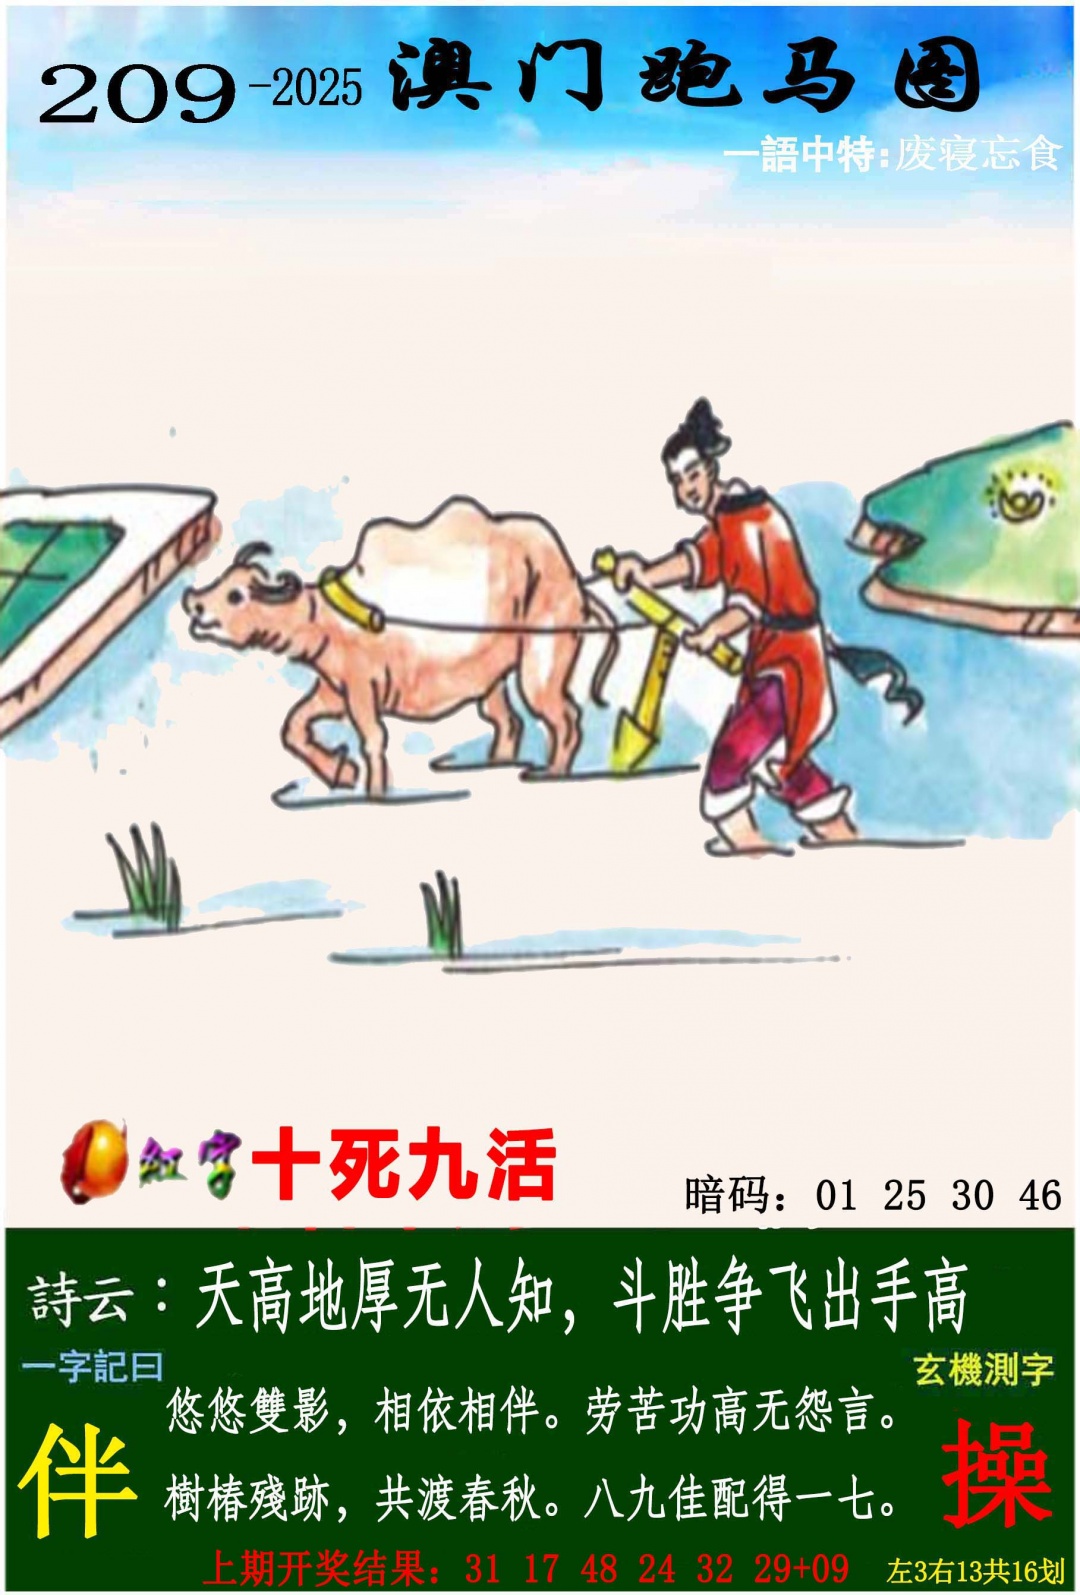 209-2025 澳门跑马图
一語中特:废寝忘食
红字 十死九活
暗码：01 25 30 46
詩云：天高地厚无人知，斗胜争飞出手高
一字記曰
玄機測字
悠悠雙影，相依相伴。劳苦功高无怨言。
伴
操
樹椿殘跡，共渡春秋。八九佳配得一七。
上期开奖结果：31 17 48 24 32 29+09
左3右13共16划